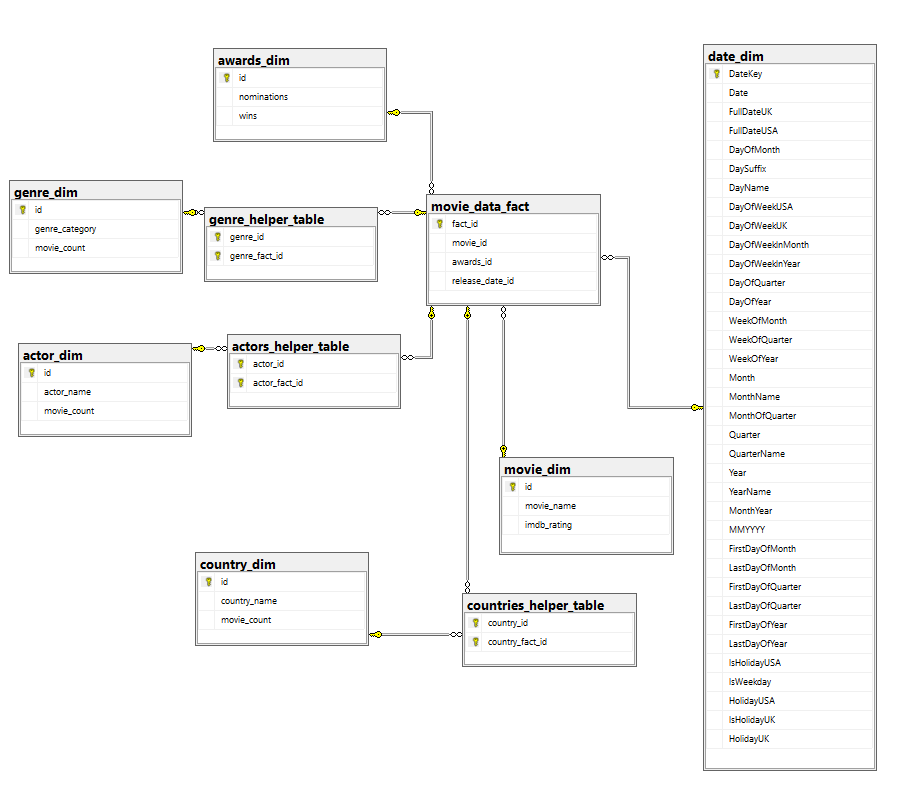 awards_dim
id
nominations
wins
genre_dim
id
genre_category
movie_count
genre_helper_table
genre_id
genre_fact_id
movie_data_fact
fact_id
movie_id
awards_id
release_date_id
actor_dim
id
actor_name
movie_count
actors_helper_table
actor_id
actor_fact_id
movie_dim
id
movie_name
imdb_rating
country_dim
id
country_name
movie_count
countries_helper_table
country_id
country_fact_id
date_dim
DateKey
Date
FullDateUK
FullDateUSA
DayOfMonth
DaySuffix
DayName
DayOfWeekUSA
DayOfWeekUK
DayOfWeekInMonth
DayOfWeekInYear
DayOfQuarter
DayOfYear
WeekOfMonth
WeekOfQuarter
WeekOfYear
Month
MonthName
MonthOfQuarter
Quarter
QuarterName
Year
YearName
MonthYear
MMYYYY
FirstDayOfMonth
LastDayOfMonth
FirstDayOfQuarter
LastDayOfQuarter
FirstDayOfYear
LastDayOfYear
IsHolidayUSA
IsWeekday
HolidayUSA
IsHolidayUK
HolidayUK